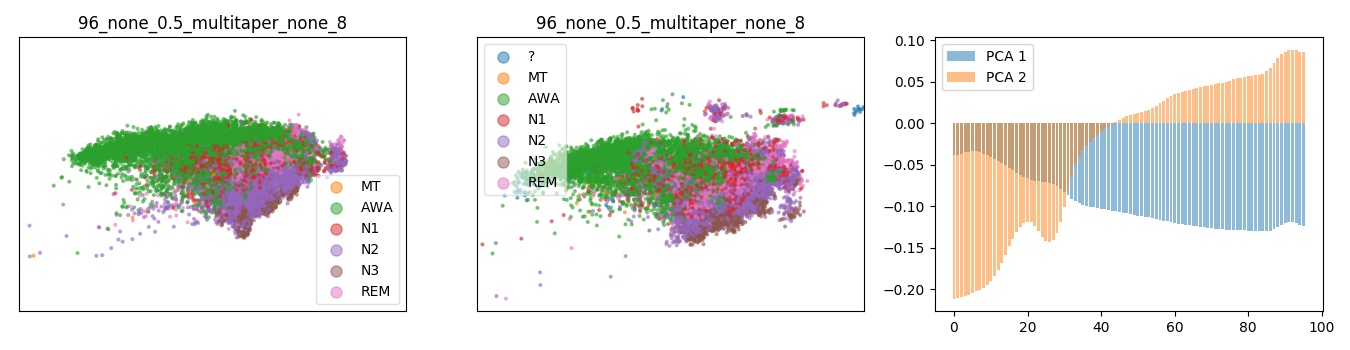 96_none_0.5_multitaper_none_8
MT
AWA
N1
N2
N3
REM
96_none_0.5_multitaper_none_8
?
MT
AWA
N1
N2
N3
REM
PCA 1
PCA 2
0.10
0.05
0.00
−0.05
−0.10
−0.15
−0.20
0 20 40 60 80 100